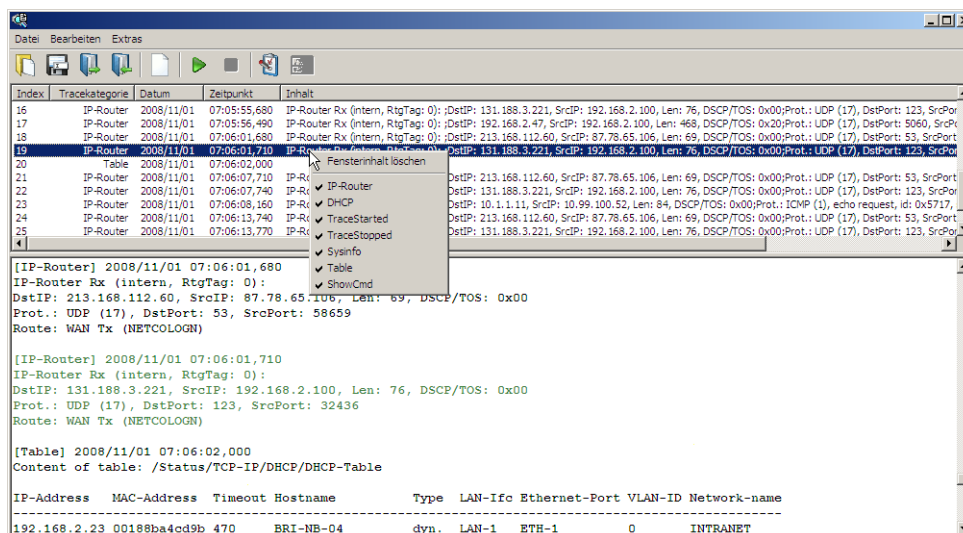 Datei Bearbeiten Extras
Index Tracekategorie Datum Zeitpunkt Inhalt
16 IP-Router 2008/11/01 07:05:55,680 IP-Router Rx (intern, RtgTag: 0): ;DstIP: 131.188.3.221, SrcIP: 192.168.2.100, Len: 76, DSCP/TOS: 0x00;Prot.: UDP (17), DstPort: 123, SrcPor
17 IP-Router 2008/11/01 07:05:56,490 IP-Router Rx (intern, RtgTag: 0): ;DstIP: 192.168.2.47, SrcIP: 192.168.2.100, Len: 468, DSCP/TOS: 0x20;Prot.: UDP (17), DstPort: 5060, SrcPo
18 IP-Router 2008/11/01 07:06:01,680 IP-Router Rx (intern, RtgTag: 0): ;DstIP: 213.168.112.60, SrcIP: 87.78.65.106, Len: 69, DSCP/TOS: 0x00;Prot.: UDP (17), DstPort: 53, SrcPort
19 IP-Router 2008/11/01 07:06:01,710 IP-Router Rx (intern, RtgTag: 0): ;DstIP: 131.188.3.221, SrcIP: 192.168.2.100, Len: 76, DSCP/TOS: 0x00;Prot.: UDP (17), DstPort: 123, SrcPor
20 Table 2008/11/01 07:06:02,000
21 IP-Router 2008/11/01 07:06:07,710 IP-R DstIP: 213.168.112.60, SrcIP: 87.78.65.106, Len: 69, DSCP/TOS: 0x00;Prot.: UDP (17), DstPort: 53, SrcPort
22 IP-Router 2008/11/01 07:06:07,740 IP-R DstIP: 131.188.3.221, SrcIP: 192.168.2.100, Len: 76, DSCP/TOS: 0x00;Prot.: UDP (17), DstPort: 123, SrcPor
23 IP-Router 2008/11/01 07:06:08,160 IP-R DstIP: 10.1.1.11, SrcIP: 10.99.100.52, Len: 84, DSCP/TOS: 0x00;Prot.: ICMP (1), echo request, id: 0x5717,
24 IP-Router 2008/11/01 07:06:13,740 IP-R DstIP: 213.168.112.60, SrcIP: 87.78.65.106, Len: 69, DSCP/TOS: 0x00;Prot.: UDP (17), DstPort: 53, SrcPort
25 IP-Router 2008/11/01 07:06:13,770 IP-R DstIP: 131.188.3.221, SrcIP: 192.168.2.100, Len: 76, DSCP/TOS: 0x00;Prot.: UDP (17), DstPort: 123, SrcPor
Fensterinhalt löschen
IP-Router
DHCP
TraceStarted
TraceStopped
Sysinfo
Table
ShowCmd
[IP-Router] 2008/11/01 07:06:01,680
IP-Router Rx (intern, RtgTag: 0):
DstIP: 213.168.112.60, SrcIP: 87.78.65.106, Len: 69, DSCP/TOS: 0x00
Prot.: UDP (17), DstPort: 53, SrcPort: 58659
Route: WAN Tx (NETCOLOGN)
[IP-Router] 2008/11/01 07:06:01,710
IP-Router Rx (intern, RtgTag: 0):
DstIP: 131.188.3.221, SrcIP: 192.168.2.100, Len: 76, DSCP/TOS: 0x00
Prot.: UDP (17), DstPort: 123, SrcPort: 32436
Route: WAN Tx (NETCOLOGN)
[Table] 2008/11/01 07:06:02,000
Content of table: /Status/TCP-IP/DHCP/DHCP-Table
IP-Address MAC-Address Timeout Hostname Type LAN-Ifc Ethernet-Port VLAN-ID Network-name
192.168.2.23 00188ba4cd9b 470 BRI-NB-04 dyn. LAN-1 ETH-1 0 INTRANET